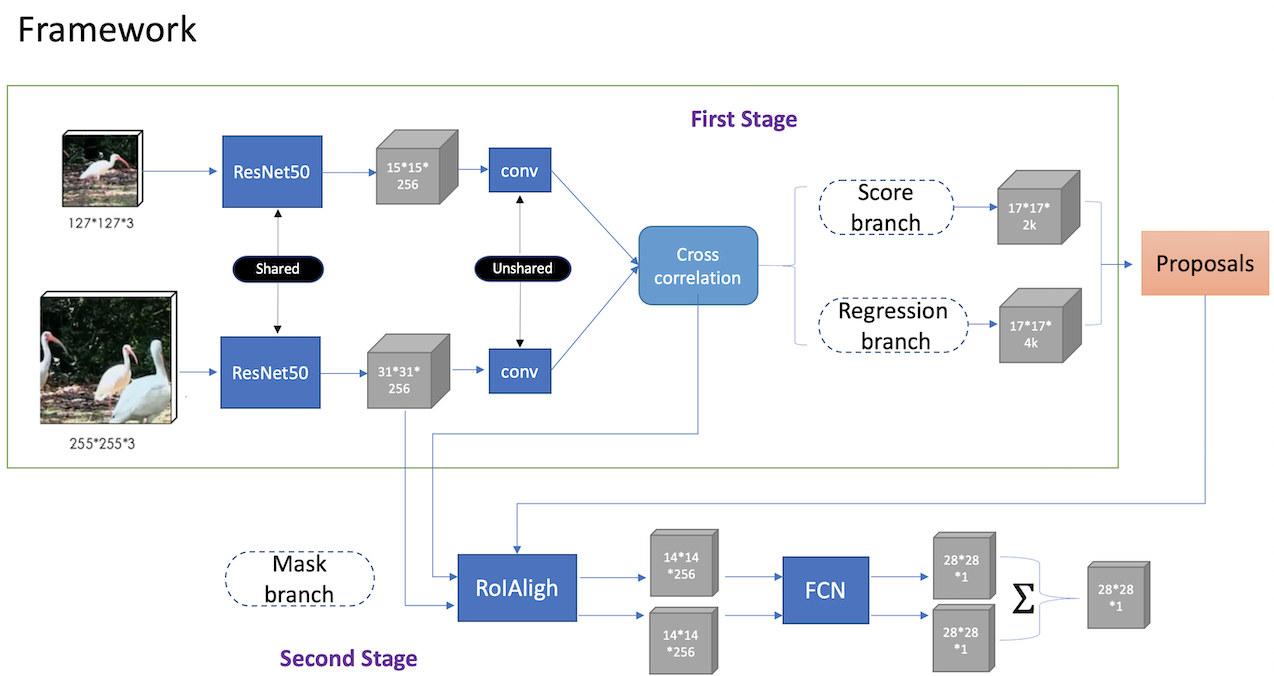 Framework
First Stage
ResNet50
15*15*
256
conv
127*127*3
Shared
Unshared
Cross
correlation
Score
branch
17*17*
2k
Regression
branch
17*17*
4k
Proposals
ResNet50
31*31*
256
conv
255*255*3
Mask
branch
RoIAligh
14*14
*256
14*14
*256
FCN
28*28
*1
28*28
*1
Σ
28*28
*1
Second Stage